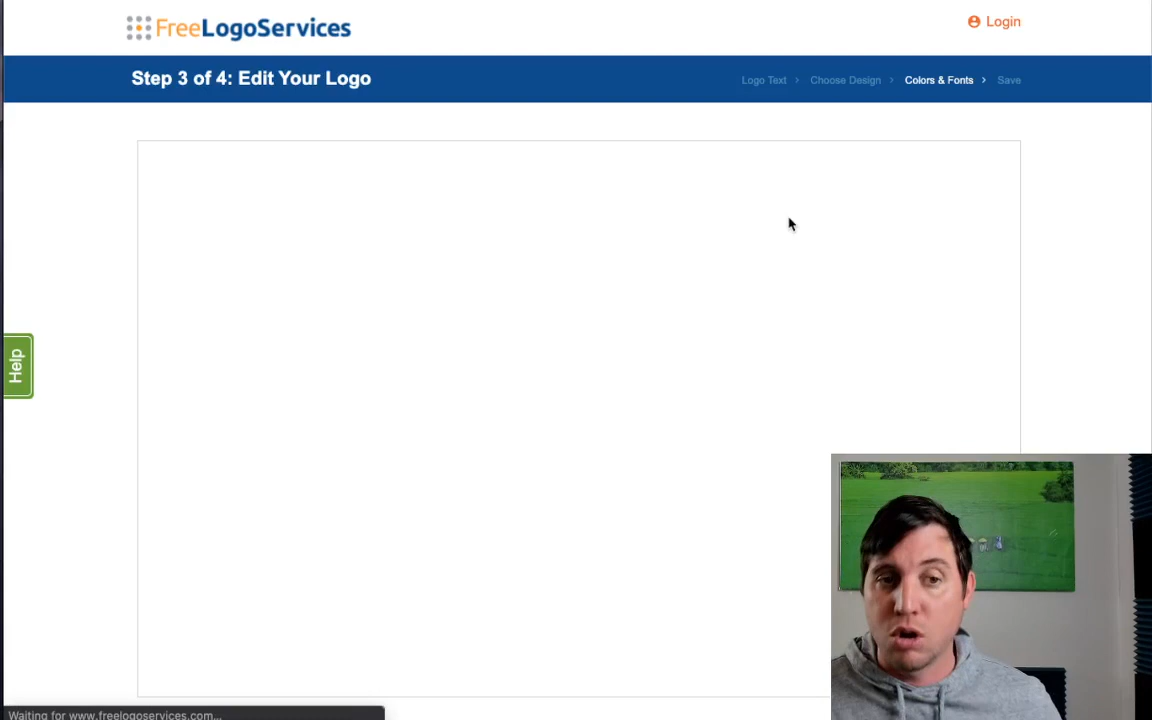 FreeLogoServices
Login
Step 3 of 4: Edit Your Logo
Logo Text > Choose Design > Colors & Fonts > Save
Help
Waiting for www.freelogoservices.com...